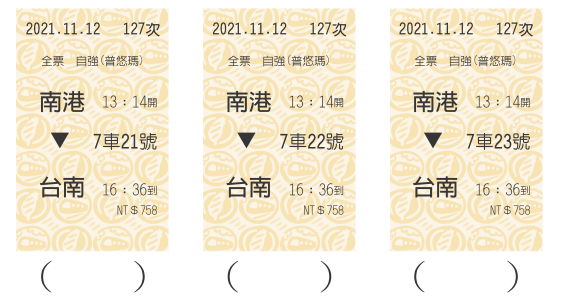 2021.11.12 127次
全票 自強(普悠瑪)
南港 13：14開
▼ 7車21號
台南 16：36到
NT$758
( )
2021.11.12 127次
全票 自強(普悠瑪)
南港 13：14開
▼ 7車22號
台南 16：36到
NT$758
( )
2021.11.12 127次
全票 自強(普悠瑪)
南港 13：14開
▼ 7車23號
台南 16：36到
NT$758
( )